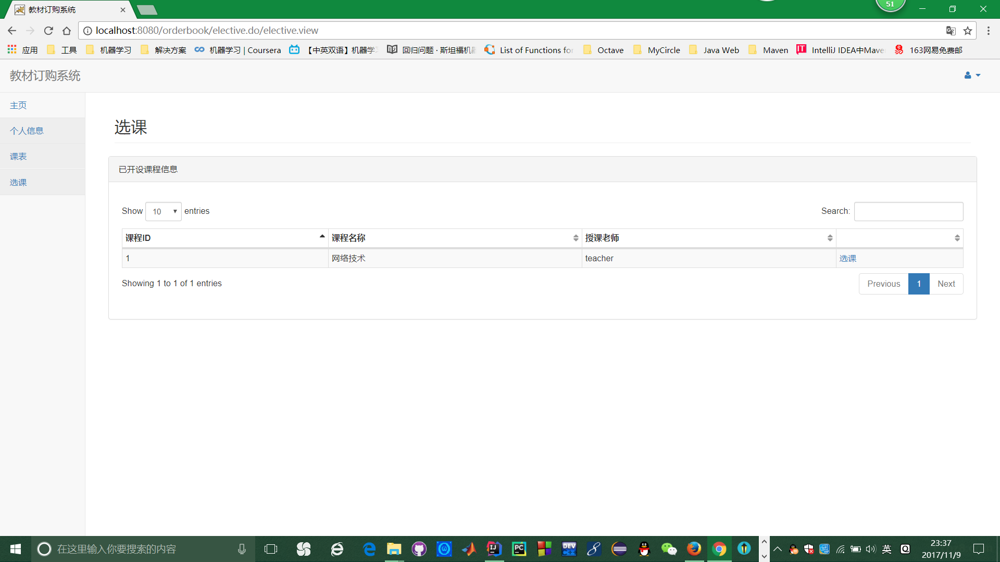 教材订购系统
51
localhost:8080/orderbook/elective.do/elective.view
应用 工具 机器学习 解决方案 机器学习 | Coursera 【中英双语】机器学 回归问题 · 斯坦福机器 List of Functions for Octave MyCircle Java Web Maven IntelliJ IDEA中Mave 163网易免费邮
教材订购系统
主页
个人信息
课表
选课
选课
已开设课程信息
Show 10 entries
Search:
课程ID 课程名称 授课老师
1 网络技术 teacher 选课
Showing 1 to 1 of 1 entries
Previous 1 Next
在这里输入你要搜索的内容
英
23:37
2017/11/9